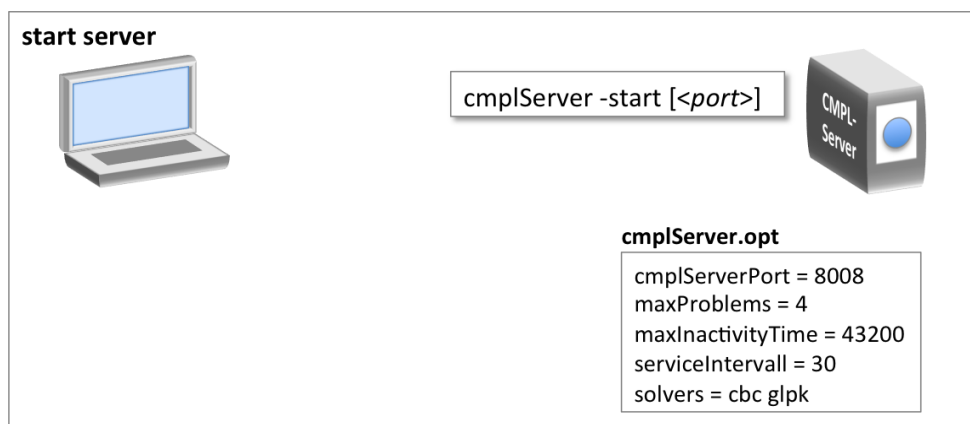 start server
cmplServer -start [<port>]
CMPL-
Server
cmplServer.opt
cmplServerPort = 8008
maxProblems = 4
maxInactivityTime = 43200
serviceIntervall = 30
solvers = cbc glpk